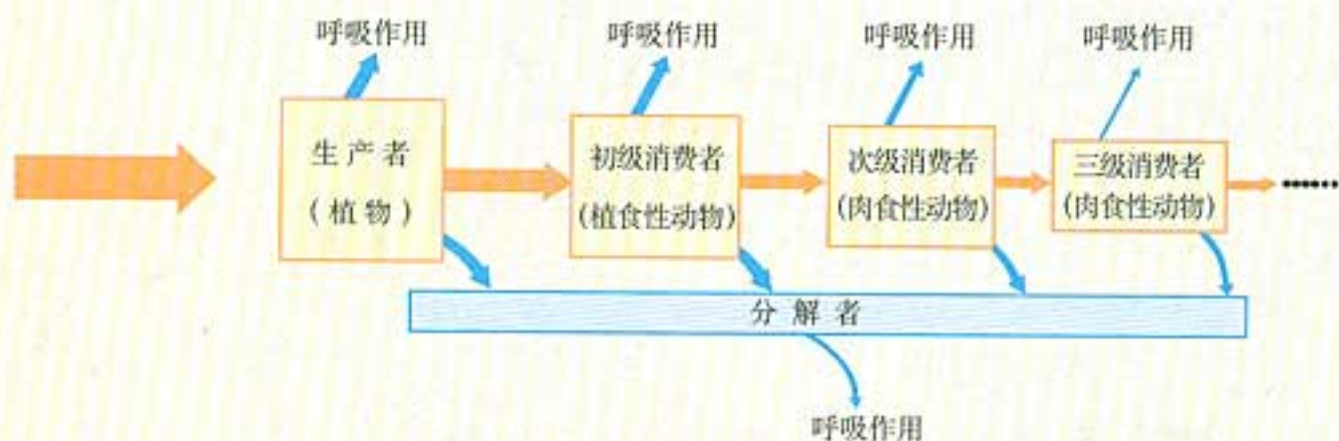 呼吸作用
呼吸作用
呼吸作用
呼吸作用
生产者
(植物)
初级消费者
(植食性动物)
次级消费者
(肉食性动物)
三级消费者
(肉食性动物)
······
分解者
呼吸作用